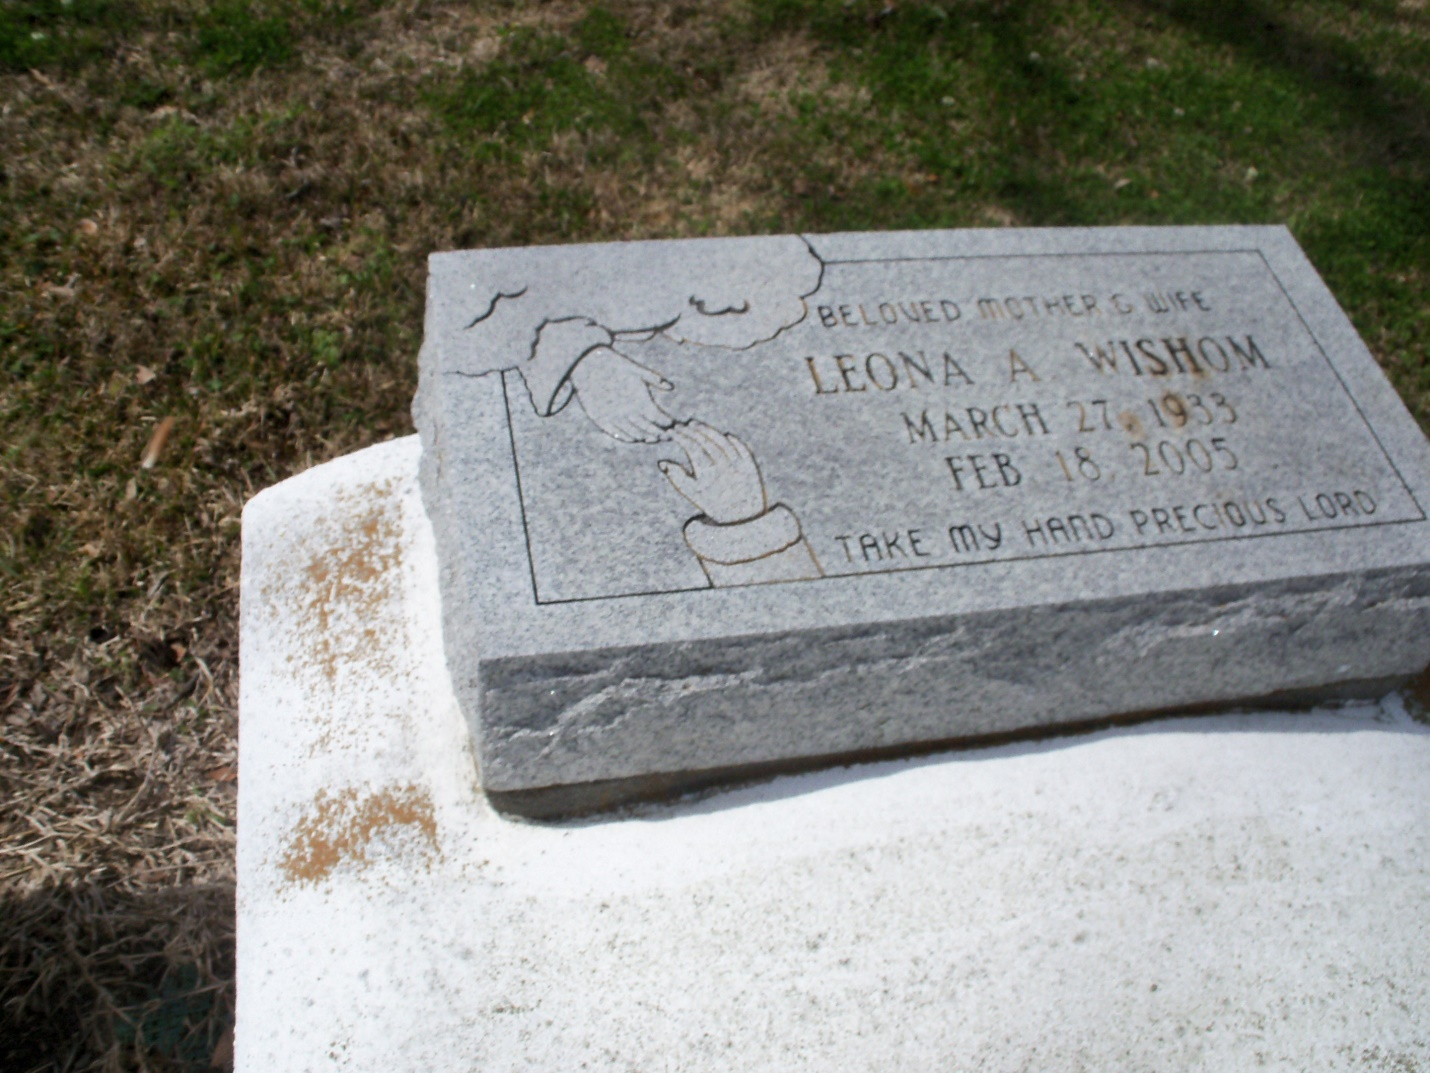 BELOVED MOTHER & WIFE
LEONA A WISHOM
MARCH 27, 1933
FEB 18, 2005
TAKE MY HAND PRECIOUS LORD